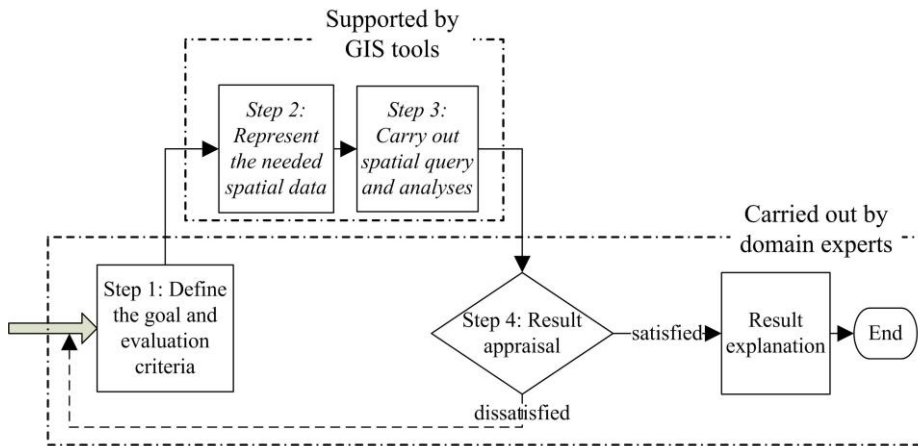 Supported by
GIS tools
Step 2:
Represent
the needed
spatial data
Step 3:
Carry out
spatial query
and analyses
Carried out by
domain experts
Step 1: Define
the goal and
evaluation
criteria
Step 4: Result
appraisal
satisfied
Result
explanation
End
dissatisfied